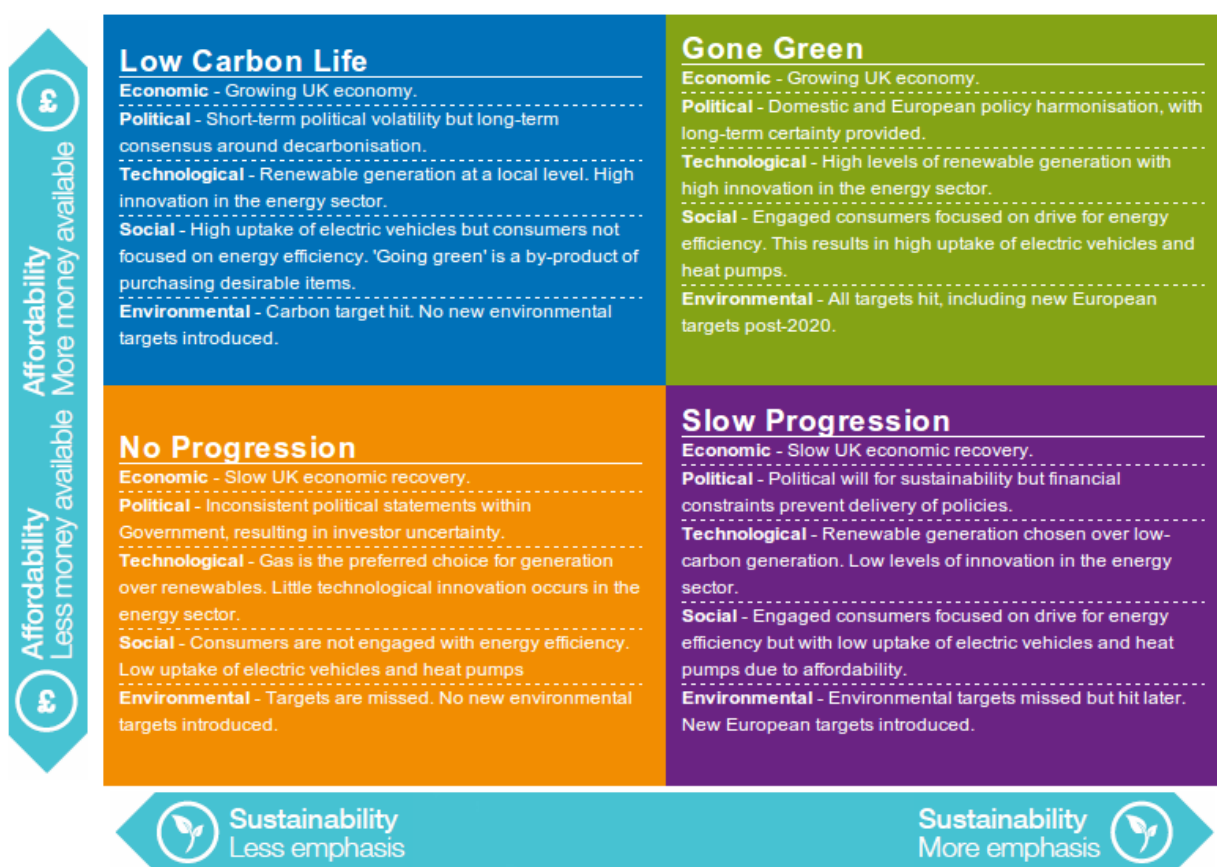 Low Carbon Life
Economic - Growing UK economy.
Political - Short-term political volatility but long-term
consensus around decarbonisation.
Technological - Renewable generation at a local level. High
innovation in the energy sector.
Social - High uptake of electric vehicles but consumers not
focused on energy efficiency. 'Going green' is a by-product of
purchasing desirable items.
Environmental - Carbon target hit. No new environmental
targets introduced.
Gone Green
Economic - Growing UK economy.
Political - Domestic and European policy harmonisation, with
long-term certainty provided.
Technological - High levels of renewable generation with
high innovation in the energy sector.
Social - Engaged consumers focused on drive for energy
efficiency. This results in high uptake of electric vehicles and
heat pumps.
Environmental - All targets hit, including new European
targets post-2020.
No Progression
Economic - Slow UK economic recovery.
Political - Inconsistent political statements within
Government, resulting in investor uncertainty.
Technological - Gas is the preferred choice for generation
over renewables. Little technological innovation occurs in the
energy sector.
Social - Consumers are not engaged with energy efficiency.
Low uptake of electric vehicles and heat pumps
Environmental - Targets are missed. No new environmental
targets introduced.
Slow Progression
Economic - Slow UK economic recovery.
Political - Political will for sustainability but financial
constraints prevent delivery of policies.
Technological - Renewable generation chosen over low-
carbon generation. Low levels of innovation in the energy
sector.
Social - Engaged consumers focused on drive for energy
efficiency but with low uptake of electric vehicles and heat
pumps due to affordability.
Environmental - Environmental targets missed but hit later.
New European targets introduced.
£
Affordability
More money available
Affordability
Less money available
£
Sustainability
Less emphasis
Sustainability
More emphasis